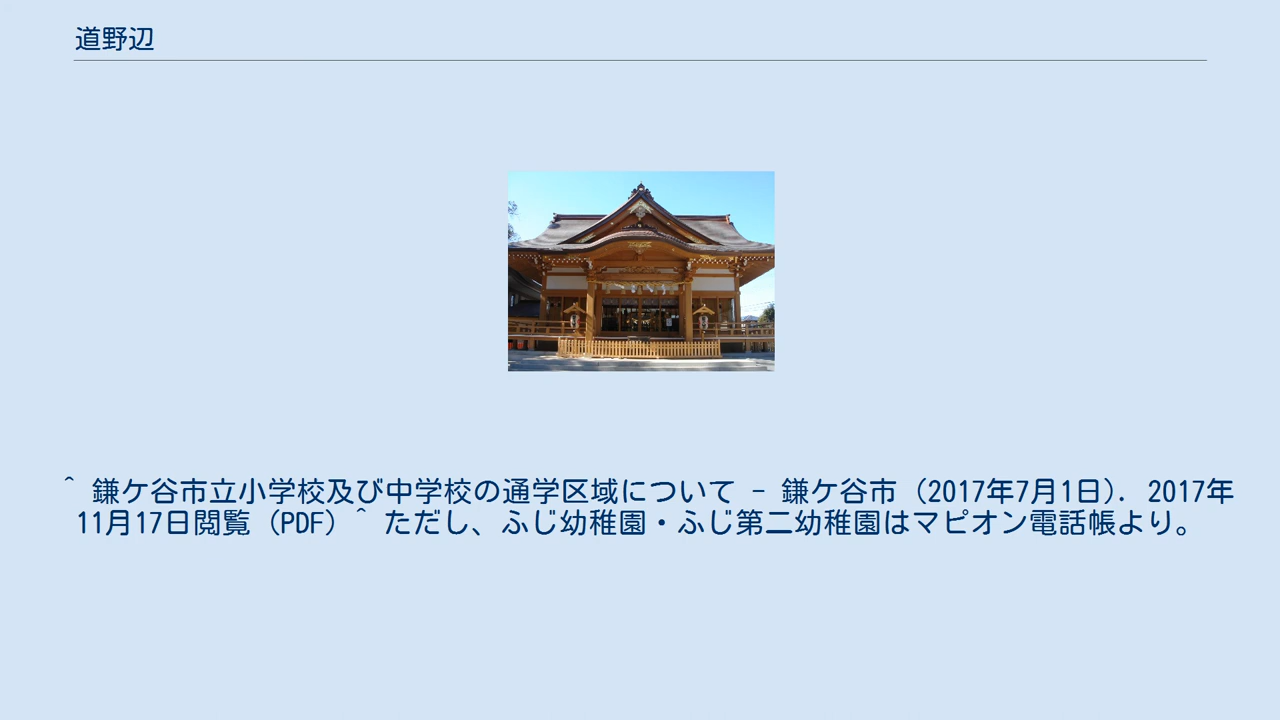 道野辺
^ 鎌ケ谷市立小学校及び中学校の通学区域について - 鎌ケ谷市 (2017年7月1日). 2017年
11月17日閲覧 (PDF) ^ ただし、ふじ幼稚園・ふじ第二幼稚園はマピオン電話帳より。